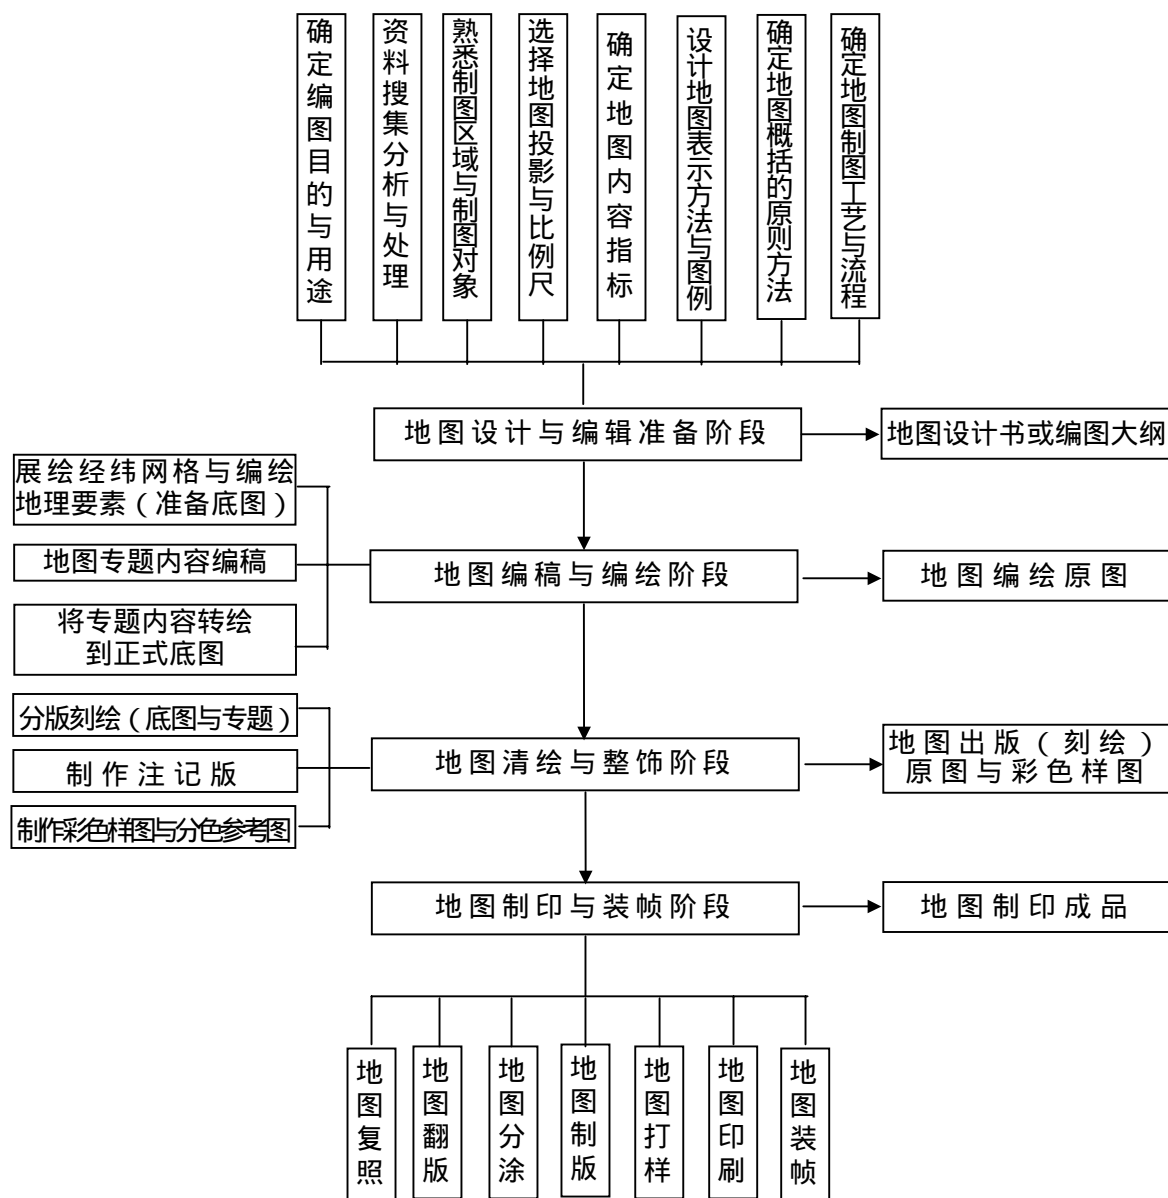 确定编图目的与用途
资料搜集分析与处理
熟悉制图区域与制图对象
选择地图投影与比例尺
确定地图内容指标
设计地图表示方法与图例
确定地图概括的原则方法
确定地图制图工艺与流程
地图设计与编辑准备阶段
地图设计书或编图大纲
展绘经纬网格与编绘
地理要素（准备底图）
地图专题内容编稿
将专题内容转绘
到正式底图
地图编稿与编绘阶段
地图编绘原图
分版刻绘（底图与专题）
制作注记版
制作彩色样图与分色参考图
地图清绘与整饰阶段
地图出版（刻绘）
原图与彩色样图
地图制印与装帧阶段
地图制印成品
地图复照
地图翻版
地图分涂
地图制版
地图打样
地图印刷
地图装帧